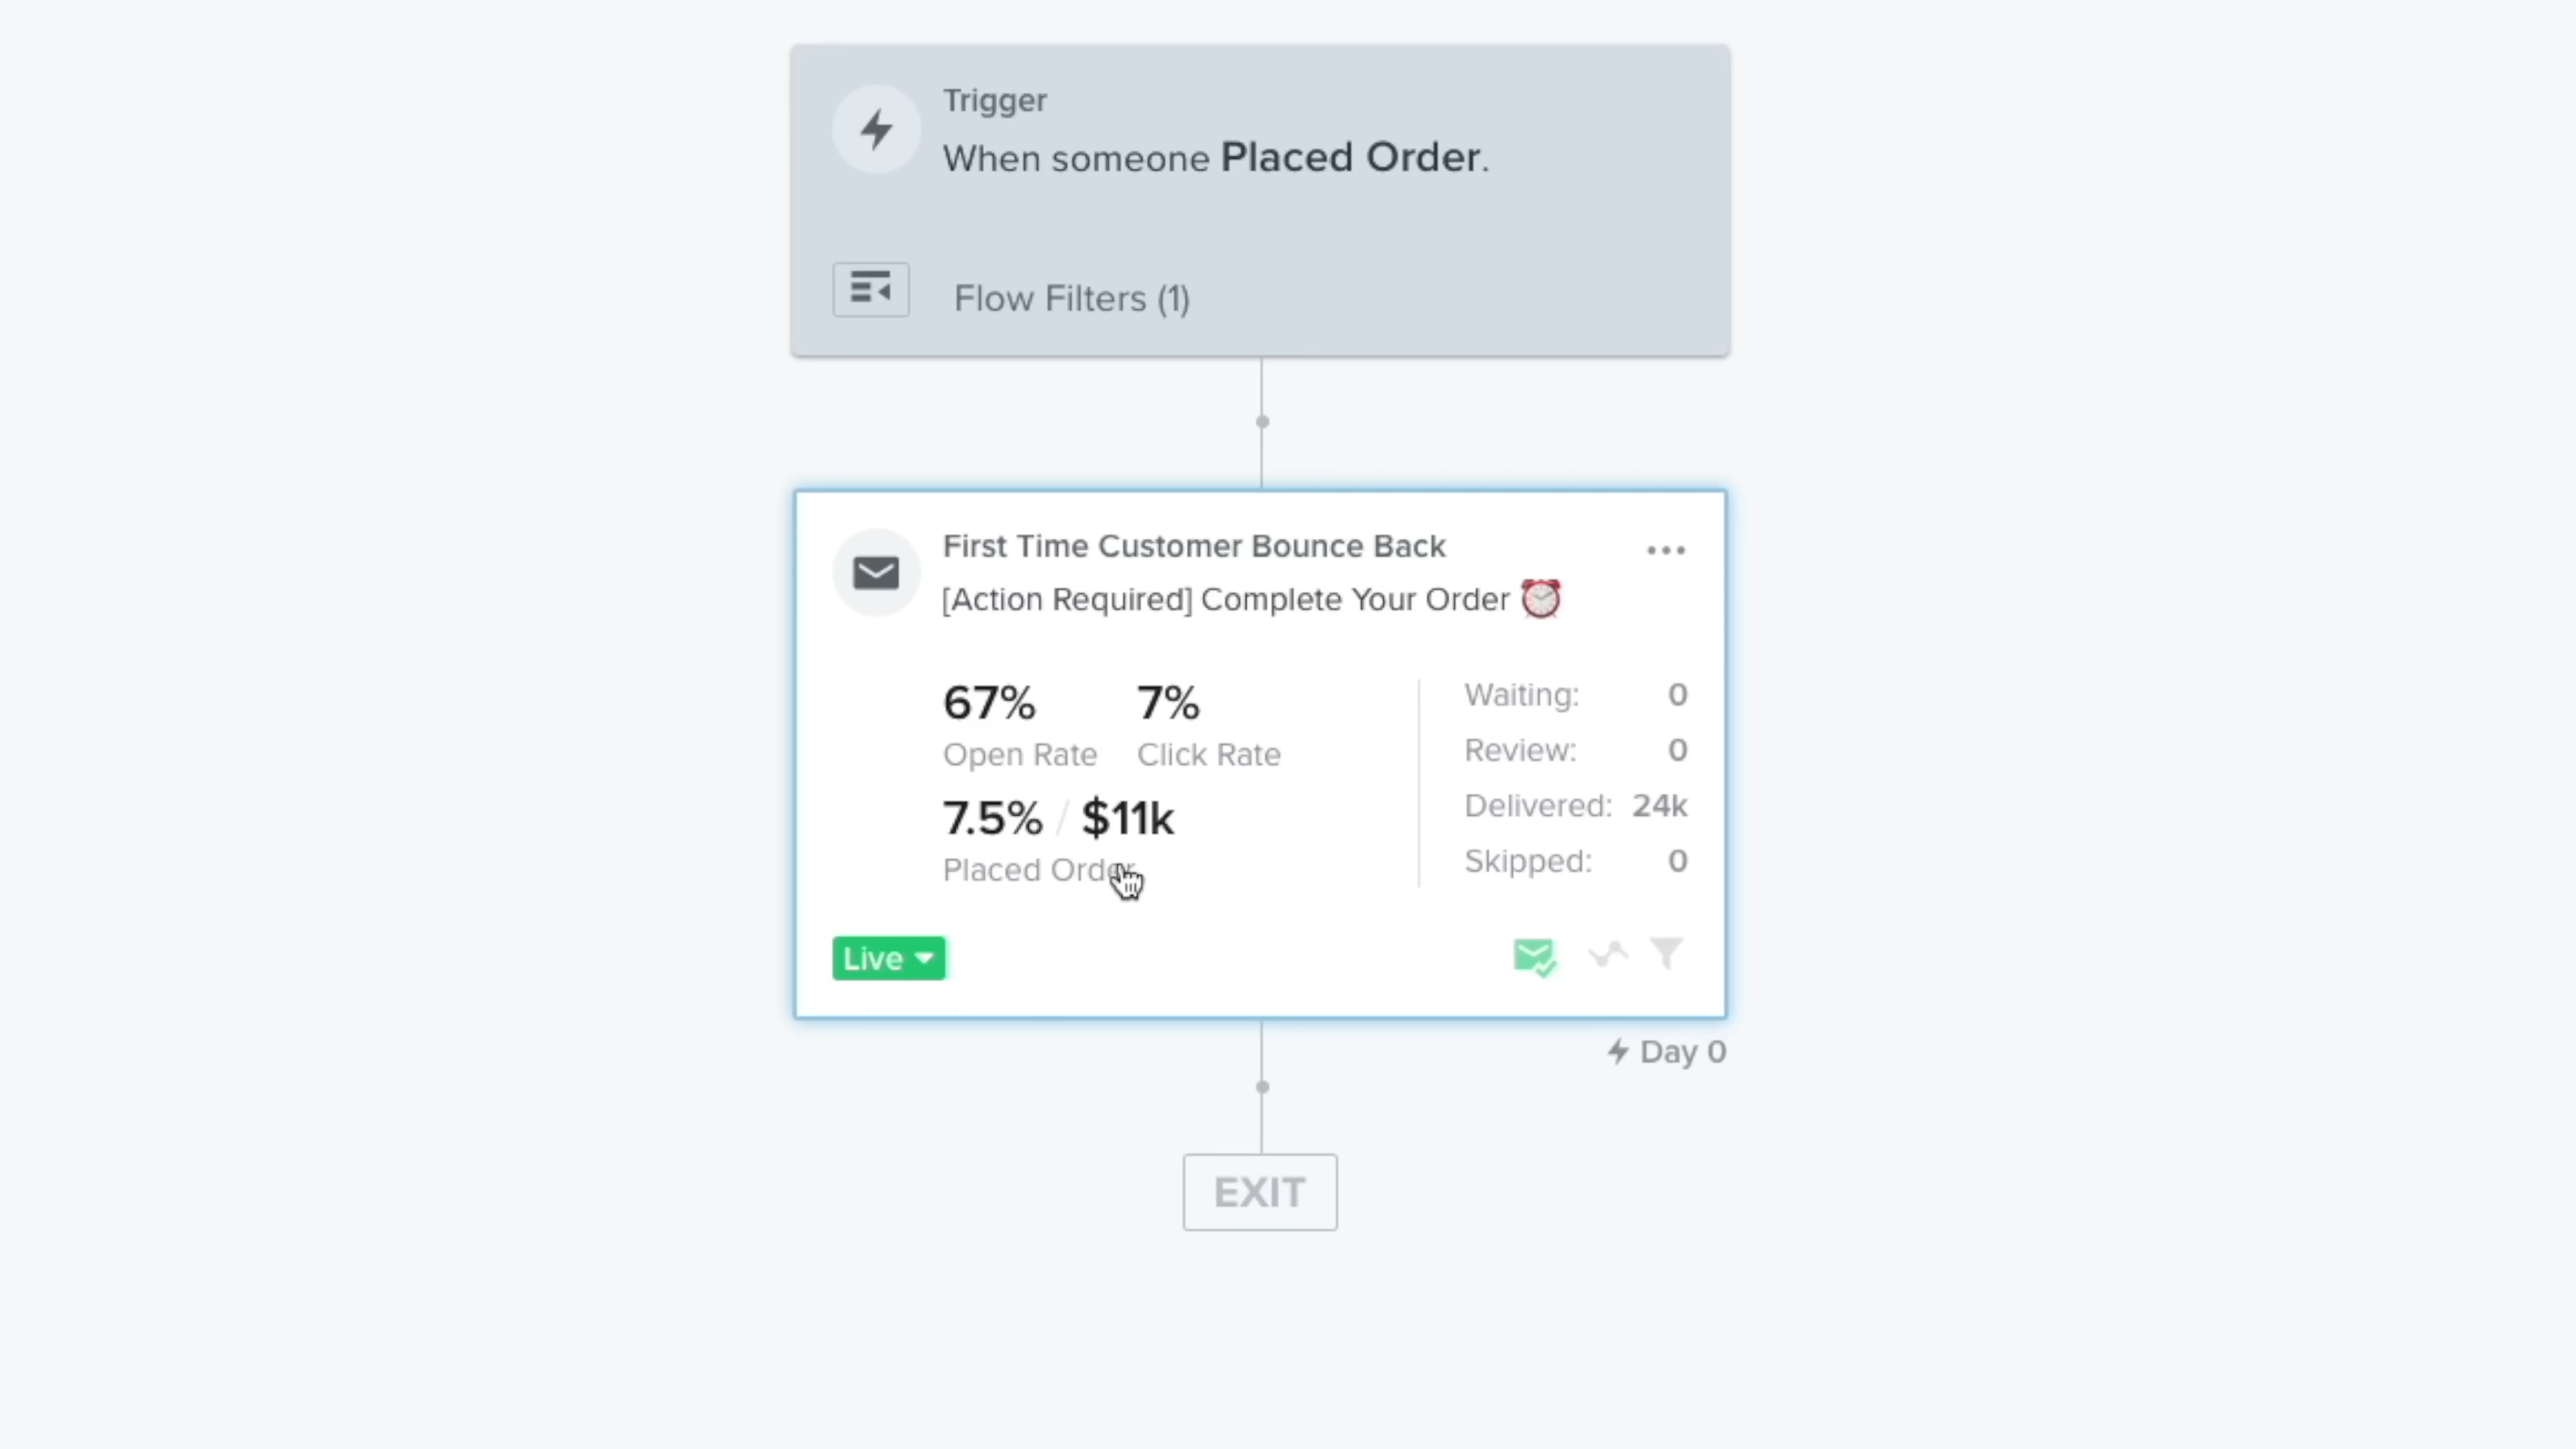 Trigger
When someone Placed Order.
Flow Filters (1)
First Time Customer Bounce Back
[Action Required] Complete Your Order ⏰
67% 7%
Open Rate Click Rate
7.5% / $11k
Placed Order
Waiting: 0
Review: 0
Delivered: 24k
Skipped: 0
Live
Day 0
EXIT